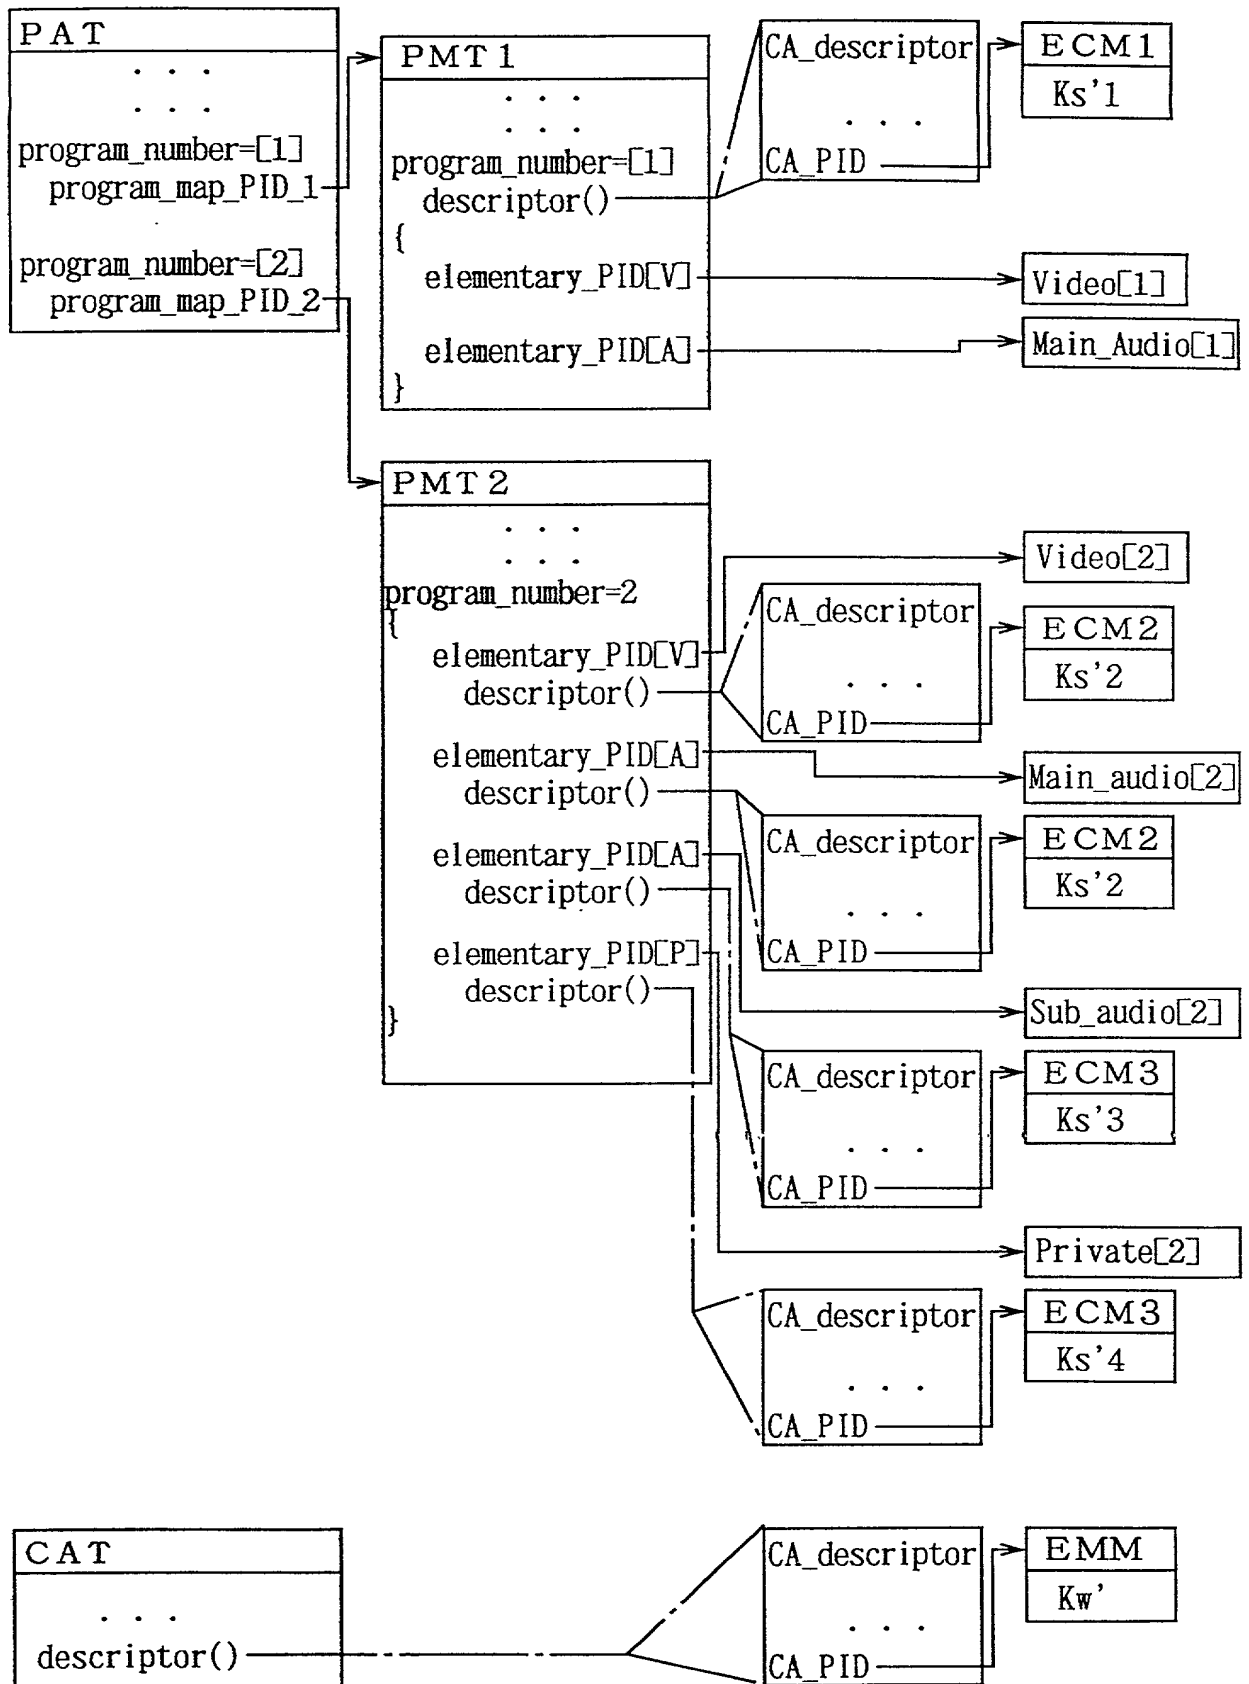 PAT
. . .
. . .
program_number=[1]
program_map_PID_1
program_number=[2]
program_map_PID_2
PMT1
. . .
. . .
program_number=[1]
descriptor()
{
elementary_PID[V]
elementary_PID[A]
}
CA_descriptor
. . .
CA_PID
ECM1
Ks'1
Video[1]
Main_Audio[1]
PMT2
. . .
. . .
program_number=2
{
elementary_PID[V]
descriptor()
elementary_PID[A]
descriptor()
elementary_PID[A]
descriptor()
elementary_PID[P]
descriptor()
}
Video[2]
CA_descriptor
. . .
CA_PID
ECM2
Ks'2
Main_audio[2]
CA_descriptor
. . .
CA_PID
ECM2
Ks'2
Sub_audio[2]
CA_descriptor
. . .
CA_PID
ECM3
Ks'3
Private[2]
CA_descriptor
. . .
CA_PID
ECM3
Ks'4
CAT
. . .
descriptor()
CA_descriptor
. . .
CA_PID
EMM
Kw'